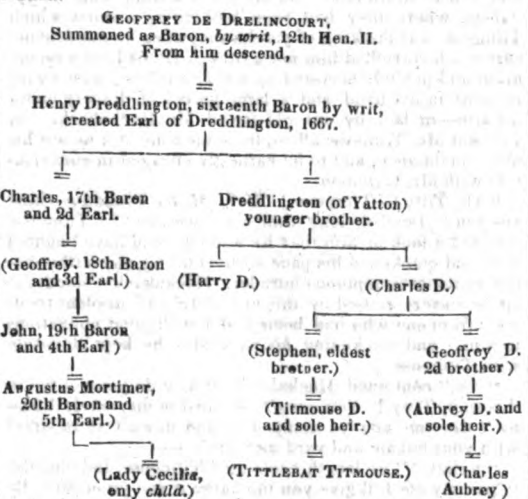 GEOFFREY DE DRELINCOURT,
Summoned as Baron, by writ, 12th Hen. II.
From him descend,
Henry Dreddlington, sixteenth Baron by writ,
created Earl of Dreddlington, 1667.
Charles, 17th Baron
and 2d Earl.
Dreddlington (of Yatton)
younger brother.
(Geoffrey. 18th Baron
and 3d Earl.)
(Harry D.)
(Charles D.)
John, 19th Baron
and 4th Earl)
(Stephen, eldest
brother.)
Geoffrey D.
2d brother)
Augustus Mortimer,
20th Baron and
5th Earl.)
(Titmouse D.
and sole heir.)
(Aubrey D. and
sole heir.)
(Lady Cecilia,
only child.)
(TITTLEBAT TITMOUSE.)
(Charles
Aubrey)